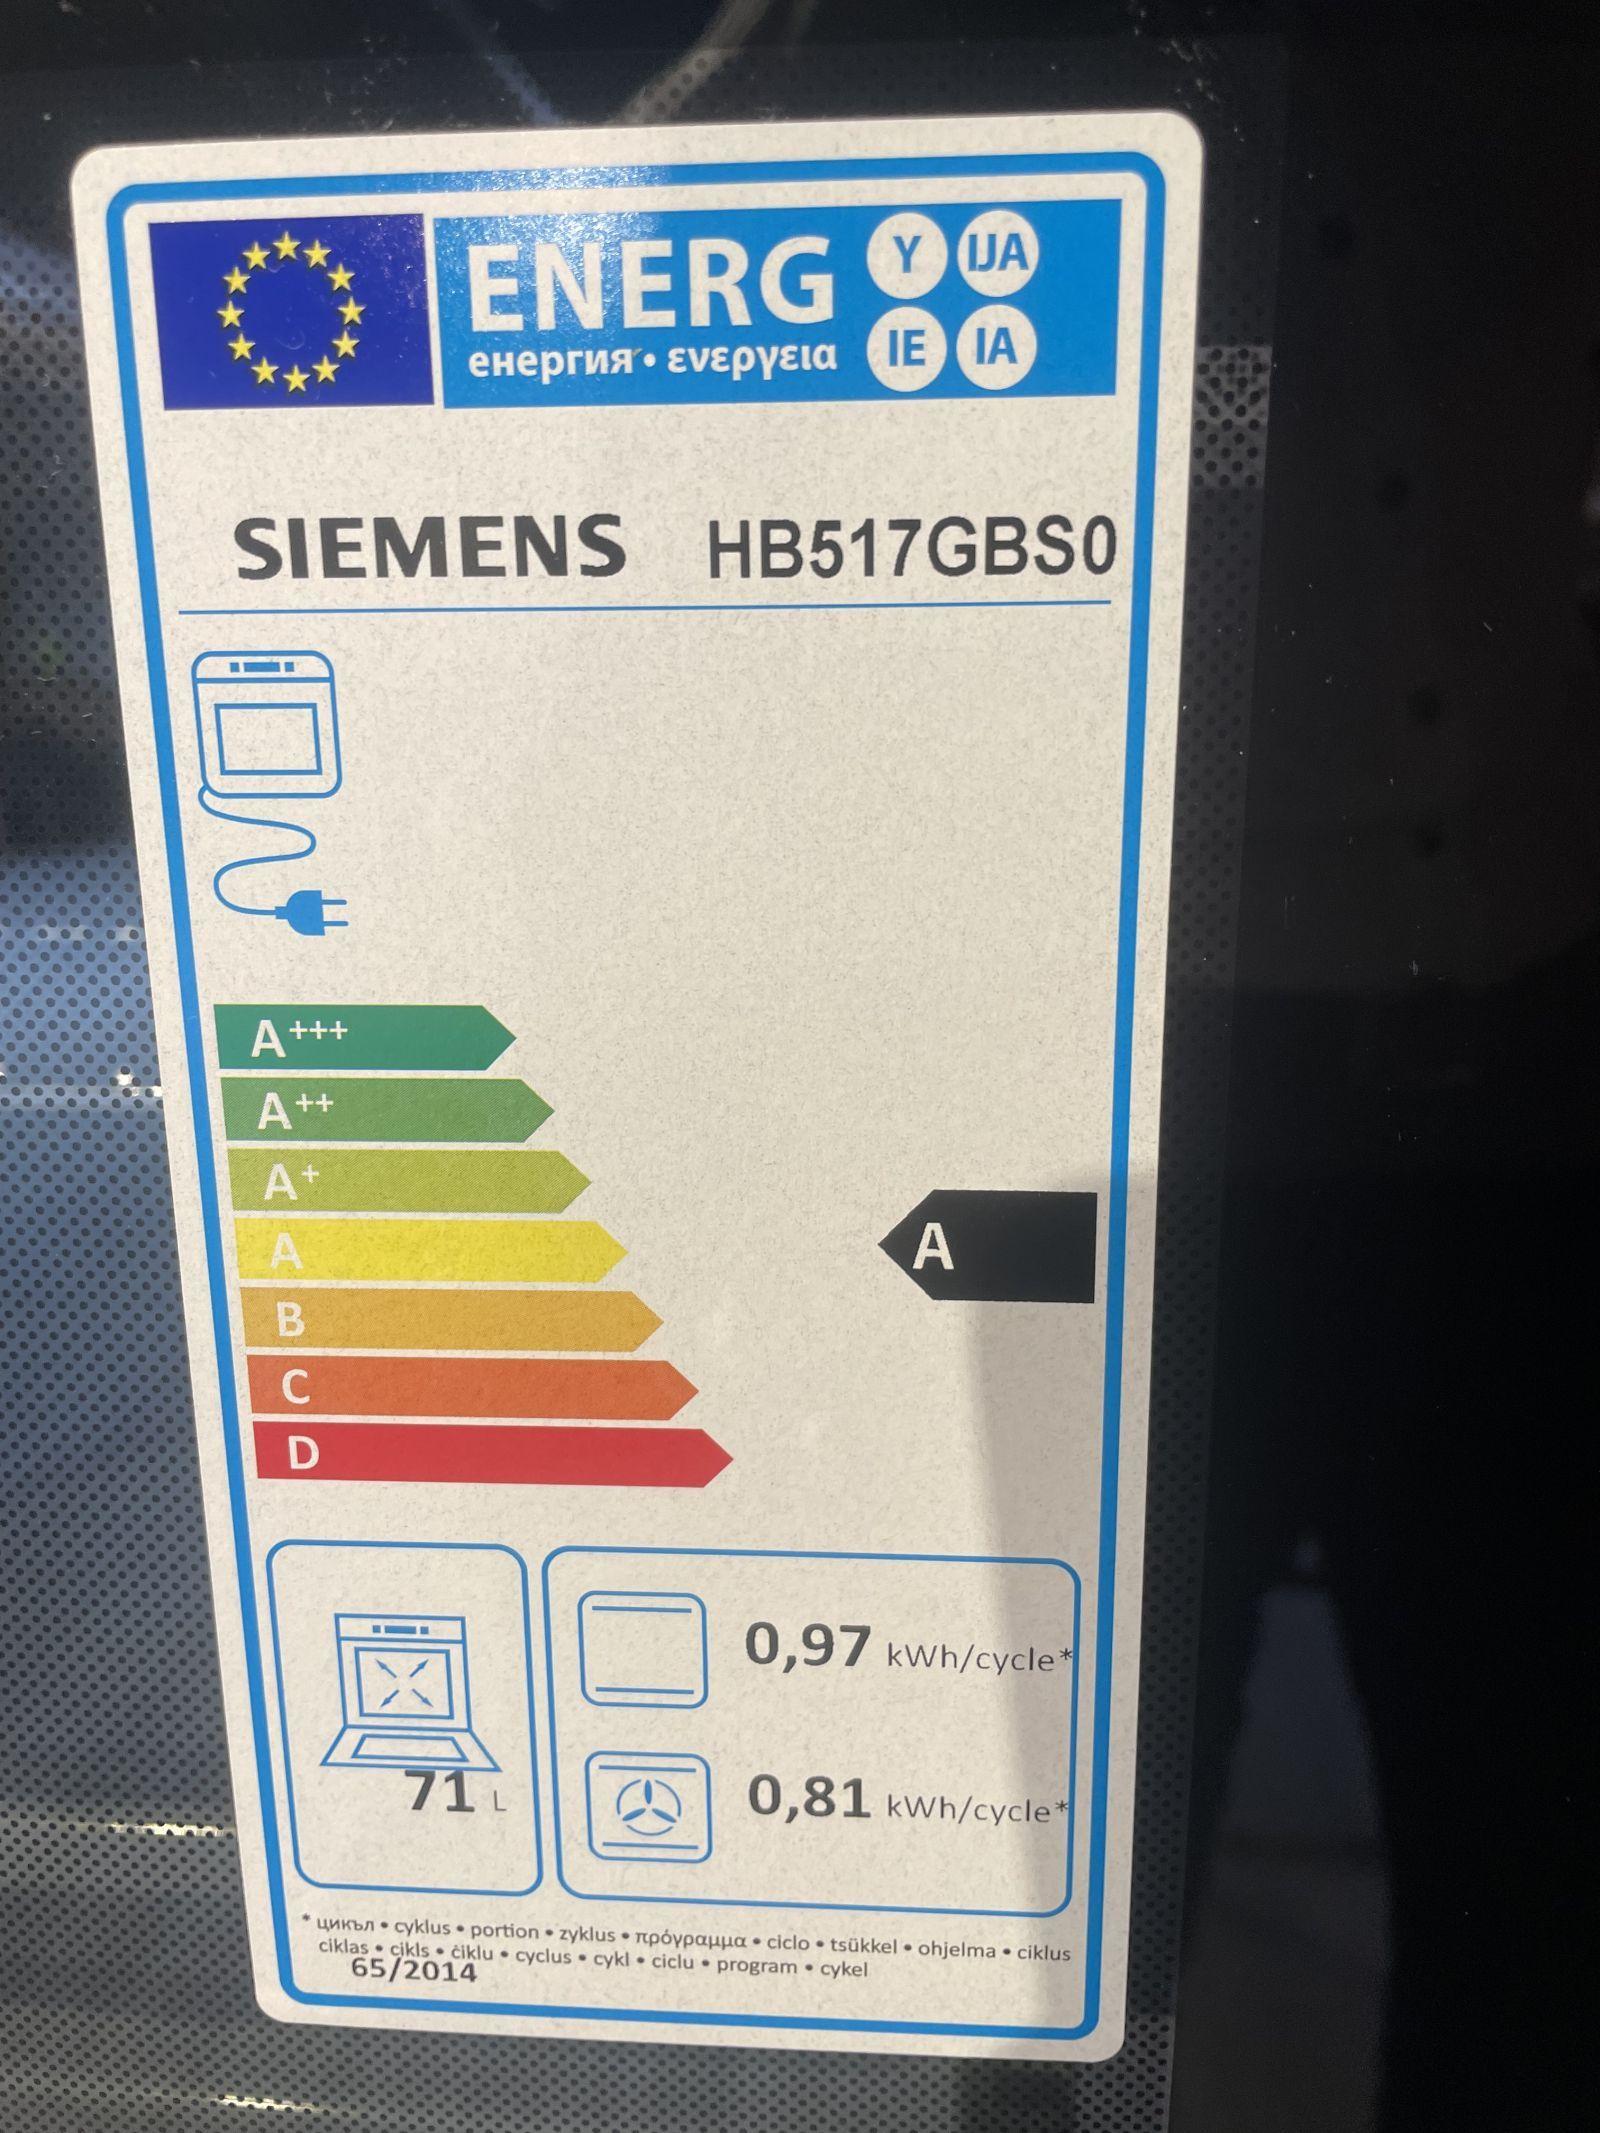 ENERG Y IJA
енергия · ενεργεια IE IA
SIEMENS HB517GBS0
A+++
A++
A+
A
A
B
C
D
0,97 kWh/cycle*
71 L
0,81 kWh/cycle*
* цикъл • cyklus • portion • zyklus • πρόγραμμα • ciclo • tsükkel • ohjelma • ciklus
ciklas • cikls • ċiklu • cyclus • cykl • ciclu • program • cykel
65/2014